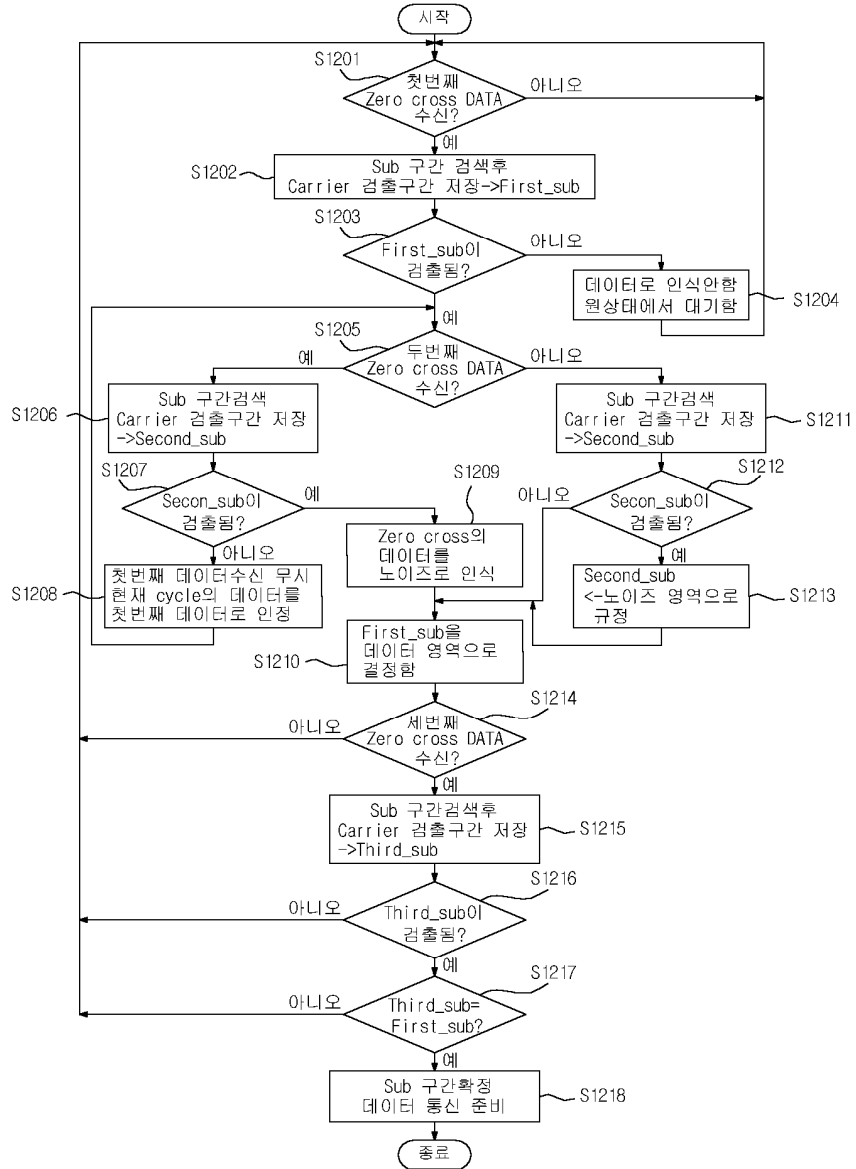 시작
S1201
첫번째
Zero cross DATA
수신?
아니오
예
S1202
Sub 구간 검색후
Carrier 검출구간 저장->First_sub
S1203
First_sub이
검출됨?
아니오
예
데이터로 인식안함
원상태에서 대기함
S1204
S1205
두번째
Zero cross DATA
수신?
예
아니오
S1206
Sub 구간검색
Carrier 검출구간 저장
->Second_sub
Sub 구간검색
Carrier 검출구간 저장
->Second_sub
S1211
S1207
Secon_sub이
검출됨?
예
아니오
S1209
Zero cross의
데이터를
노이즈로 인식
S1212
Secon_sub이
검출됨?
아니오
예
S1208
첫번째 데이터수신 무시
현재 cycle의 데이터를
첫번째 데이터로 인정
Second_sub
<-노이즈 영역으로
규정
S1213
First_sub을
데이터 영역으로
결정함
S1210
S1214
세번째
Zero cross DATA
수신?
아니오
예
Sub 구간검색후
Carrier 검출구간 저장
->Third_sub
S1215
S1216
Third_sub이
검출됨?
아니오
예
S1217
Third_sub=
First_sub?
아니오
예
Sub 구간확정
데이터 통신 준비
S1218
종료